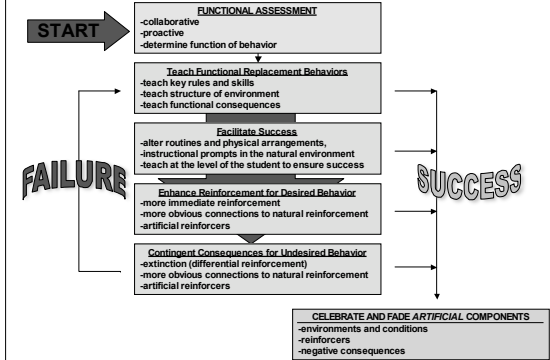 START
FUNCTIONAL ASSESSMENT
-collaborative
-proactive
-determine function of behavior
Teach Functional Replacement Behaviors
-teach key rules and skills
-teach structure of environment
-teach functional consequences
Facilitate Success
-alter routines and physical arrangements,
-instructional prompts in the natural environment
-teach at the level of the student to ensure success
FAILURE
SUCCESS
Enhance Reinforcement for Desired Behavior
-more immediate reinforcement
-more obvious connections to natural reinforcement
-artificial reinforcers
Contingent Consequences for Undesired Behavior
-extinction (differential reinforcement)
-more obvious connections to natural reinforcement
-artificial reinforcers
CELEBRATE AND FADE ARTIFICIAL COMPONENTS
-environments and conditions
-reinforcers
-negative consequences